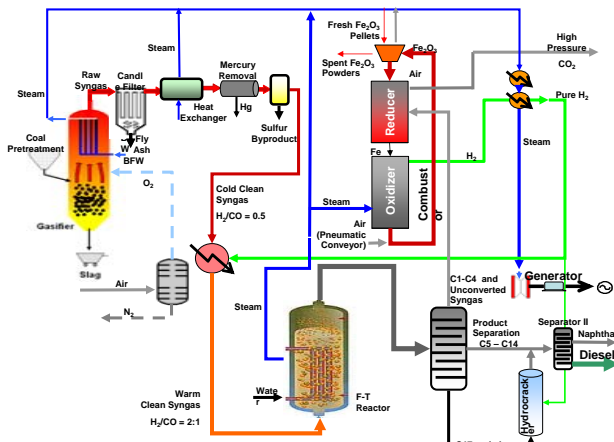 Fresh Fe₂O₃
Pellets
Fe₂O₃
Spent Fe₂O₃
Powders
Air
High
Pressure
CO₂
Steam
Mercury
Removal
Candl
e Filter
Raw
Syngas
Steam
Heat
Exchanger
Hg
Sulfur
Byproduct
Reducer
Pure H₂
Steam
Coal
Pretreatment
Fly
Ash
W
BFW
O₂
Fe
H₂
Oxidizer
Combust
or
Cold Clean
Syngas
H₂/CO = 0.5
Steam
Air
(Pneumatic
Conveyor)
Gasifier
Slag
Air
N₂
Steam
C1-C4 and
Unconverted
Syngas
Generator
Product
Separation
C5 – C14
Separator II
Naphtha
Diesel
Warm
Clean Syngas
H₂/CO = 2:1
Wate
r
F-T
Reactor
Hydrocrack
er